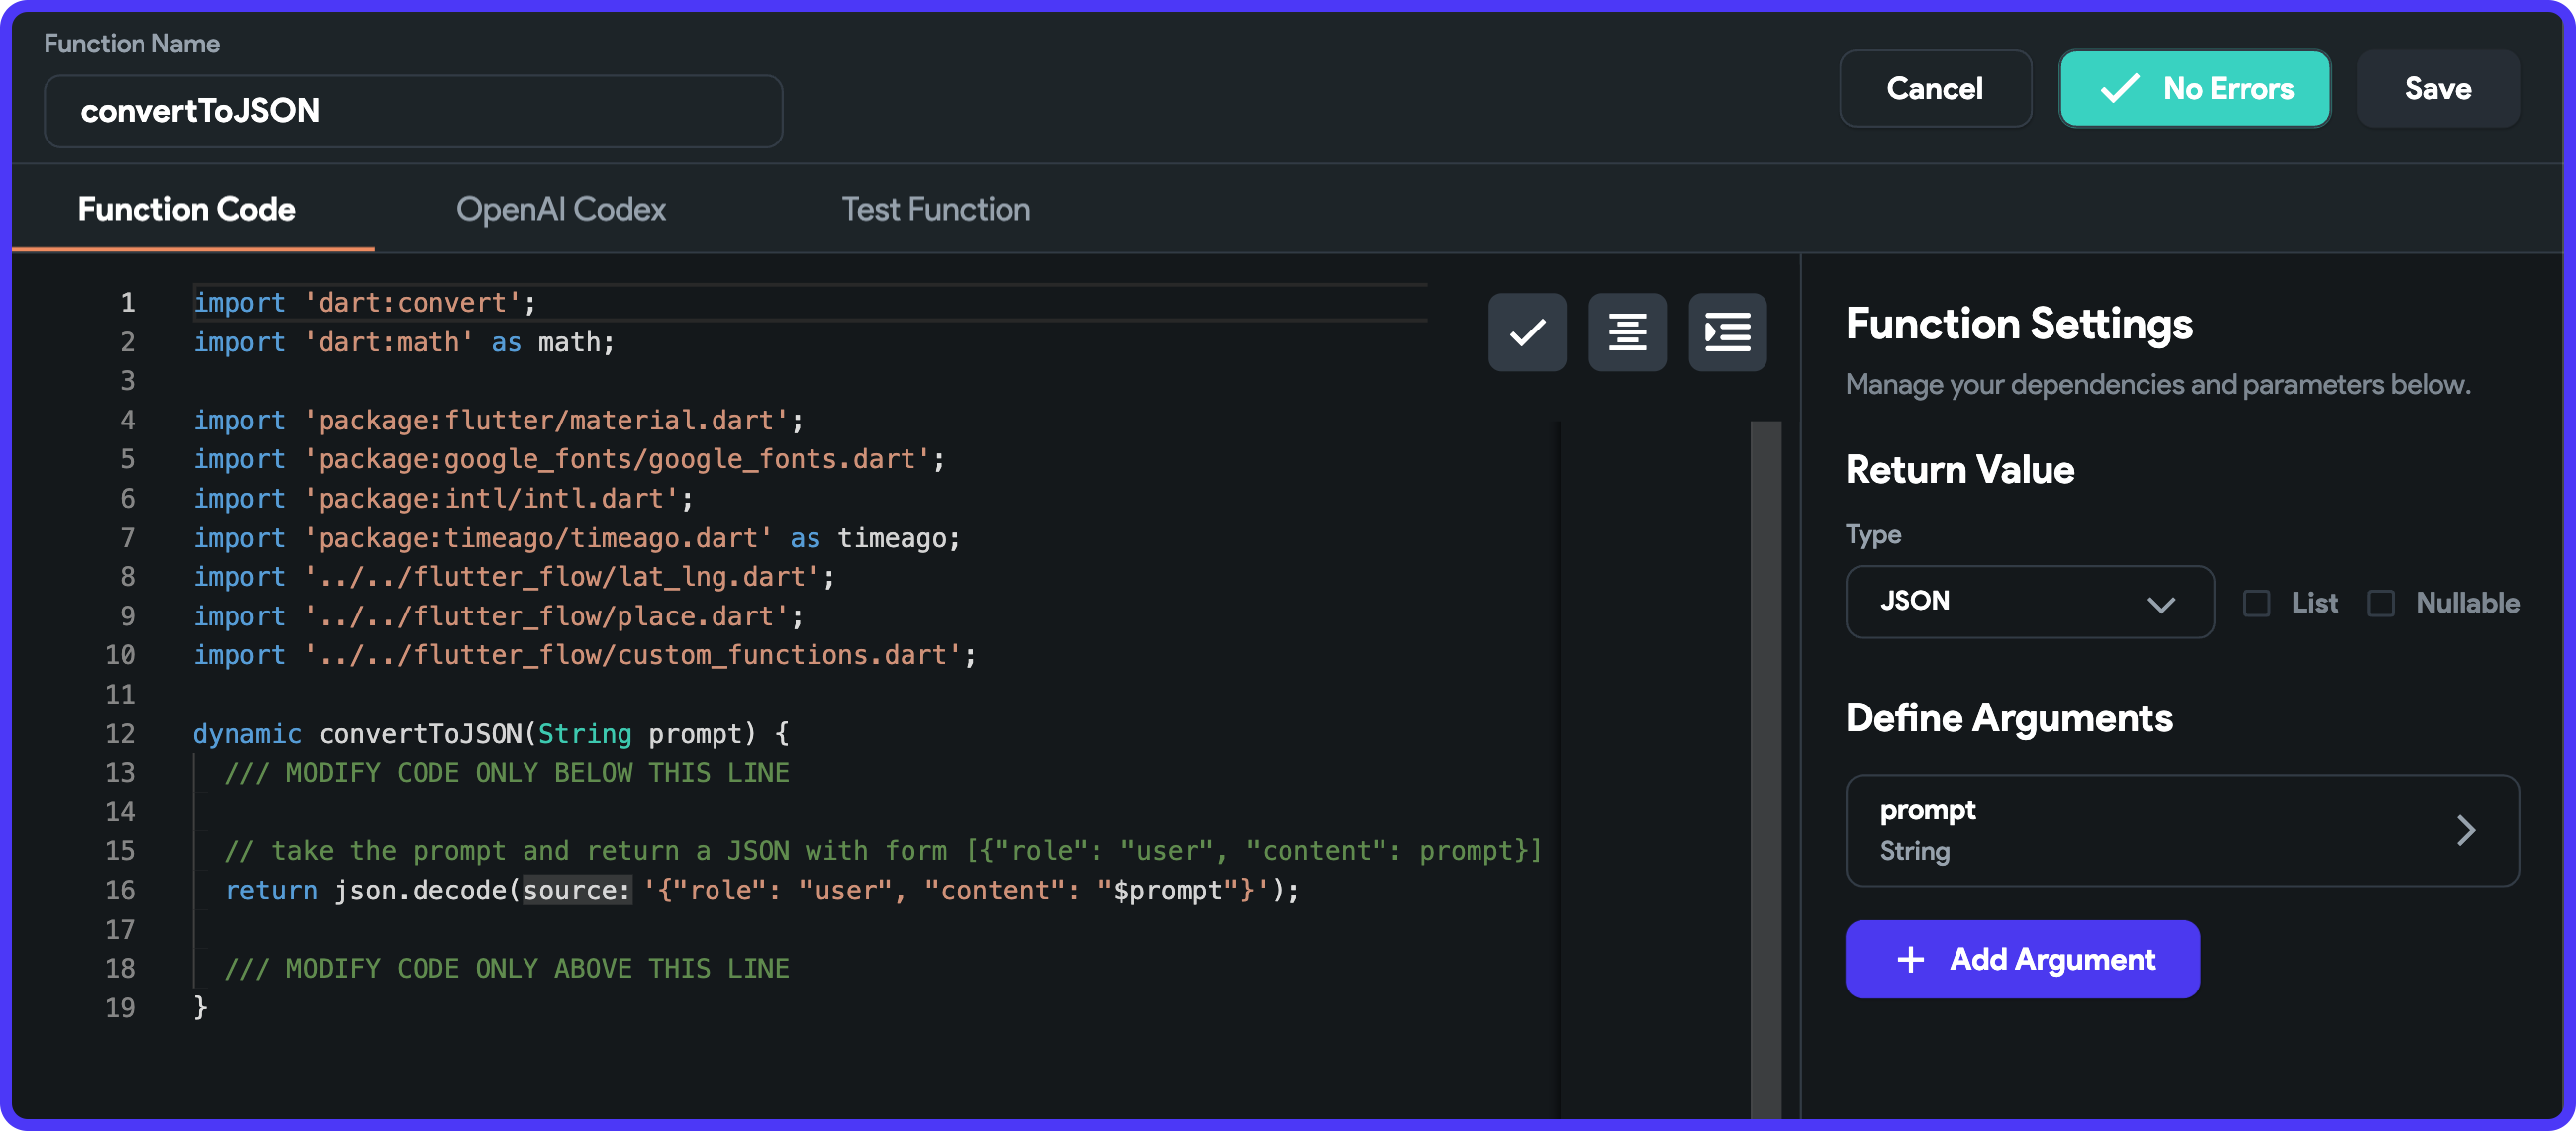 Function Name
convertToJSON
Cancel
No Errors
Save
Function Code
OpenAI Codex
Test Function
1 import 'dart:convert';
2 import 'dart:math' as math;
3
4 import 'package:flutter/material.dart';
5 import 'package:google_fonts/google_fonts.dart';
6 import 'package:intl/intl.dart';
7 import 'package:timeago/timeago.dart' as timeago;
8 import '../../flutter_flow/lat_lng.dart';
9 import '../../flutter_flow/place.dart';
10 import '../../flutter_flow/custom_functions.dart';
11
12 dynamic convertToJSON(String prompt) {
13 /// MODIFY CODE ONLY BELOW THIS LINE
14
15 // take the prompt and return a JSON with form [{"role": "user", "content": prompt}]
16 return json.decode(source: '{"role": "user", "content": "$prompt"}');
17
18 /// MODIFY CODE ONLY ABOVE THIS LINE
19 }
Function Settings
Manage your dependencies and parameters below.
Return Value
Type
JSON
List
Nullable
Define Arguments
prompt
String
+ Add Argument